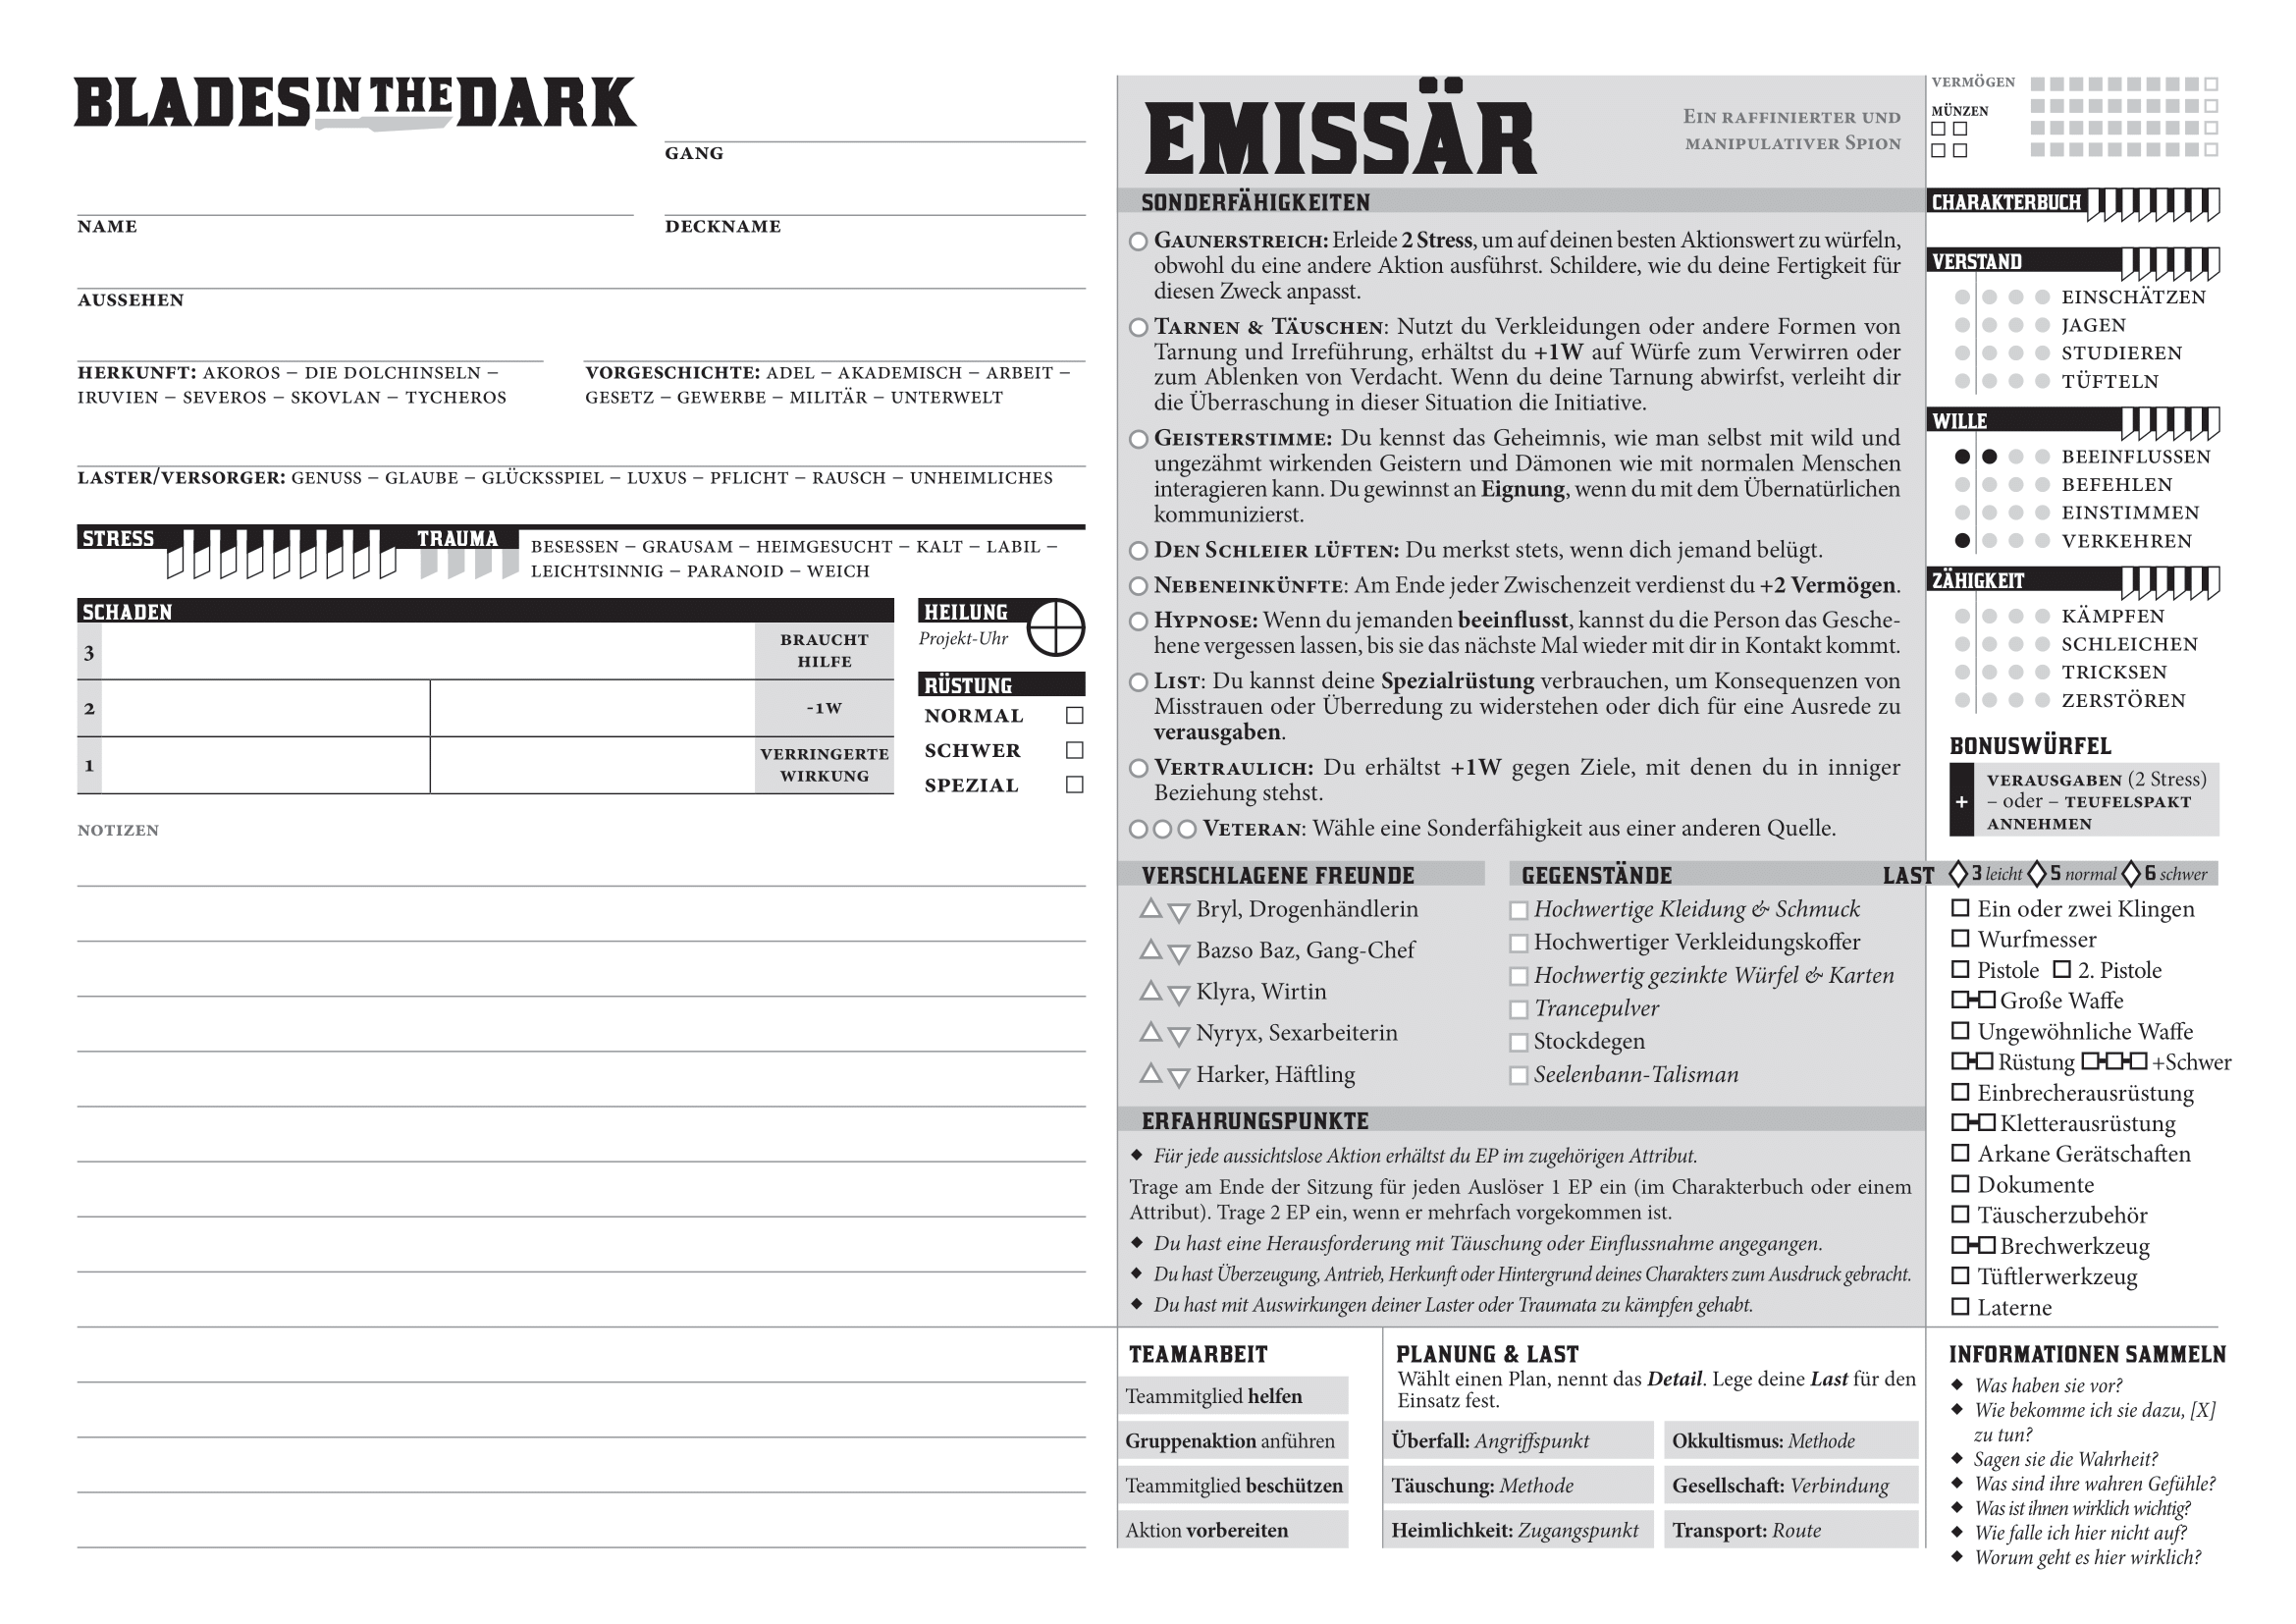 BLADES IN THE DARK
GANG
NAME
DECKNAME
AUSSEHEN
HERKUNFT: AKOROS – DIE DOLCHINSELN –
IRUVIEN – SEVEROS – SKOVLAN – TYCHEROS
VORGESCHICHTE: ADEL – AKADEMISCH – ARBEIT –
GESETZ – GEWERBE – MILITÄR – UNTERWELT
LASTER/VERSORGER: GENUSS – GLAUBE – GLÜCKSSPIEL – LUXUS – PFLICHT – RAUSCH – UNHEIMLICHES
STRESS
TRAUMA
BESESSEN – GRAUSAM – HEIMGESUCHT – KALT – LABIL –
LEICHTSINNIG – PARANOID – WEICH
SCHADEN
3
BRAUCHT
HILFE
2
-1W
1
VERRINGERTE
WIRKUNG
HEILUNG
Projekt-Uhr
RÜSTUNG
NORMAL
SCHWER
SPEZIAL
NOTIZEN
EMISSÄR
EIN RAFFINIERTER UND
MANIPULATIVER SPION
SONDERFÄHIGKEITEN
GAUNERSTREICH: Erleide 2 Stress, um auf deinen besten Aktionswert zu würfeln,
obwohl du eine andere Aktion ausführst. Schildere, wie du deine Fertigkeit für
diesen Zweck anpasst.
TARNEN & TÄUSCHEN: Nutzt du Verkleidungen oder andere Formen von
Tarnung und Irreführung, erhältst du +1W auf Würfe zum Verwirren oder
zum Ablenken von Verdacht. Wenn du deine Tarnung abwirfst, verleiht dir
die Überraschung in dieser Situation die Initiative.
GEISTERSTIMME: Du kennst das Geheimnis, wie man selbst mit wild und
ungezähmt wirkenden Geistern und Dämonen wie mit normalen Menschen
interagieren kann. Du gewinnst an Eignung, wenn du mit dem Übernatürlichen
kommunizierst.
DEN SCHLEIER LÜFTEN: Du merkst stets, wenn dich jemand belügt.
NEBENEINKÜNFTE: Am Ende jeder Zwischenzeit verdienst du +2 Vermögen.
HYPNOSE: Wenn du jemanden beeinflusst, kannst du die Person das Gesche-
hene vergessen lassen, bis sie das nächste Mal wieder mit dir in Kontakt kommt.
LIST: Du kannst deine Spezialrüstung verbrauchen, um Konsequenzen von
Misstrauen oder Überredung zu widerstehen oder dich für eine Ausrede zu
verausgaben.
VERTRAULICH: Du erhältst +1W gegen Ziele, mit denen du in inniger
Beziehung stehst.
VETERAN: Wähle eine Sonderfähigkeit aus einer anderen Quelle.
VERSCHLAGENE FREUNDE
Bryl, Drogenhändlerin
Bazso Baz, Gang-Chef
Klyra, Wirtin
Nyryx, Sexarbeiterin
Harker, Häftling
GEGENSTÄNDE
Hochwertige Kleidung & Schmuck
Hochwertiger Verkleidungskoffer
Hochwertig gezinkte Würfel & Karten
Trancepulver
Stockdegen
Seelenbann-Talisman
ERFAHRUNGSPUNKTE
◆ Für jede aussichtslose Aktion erhältst du EP im zugehörigen Attribut.
Trage am Ende der Sitzung für jeden Auslöser 1 EP ein (im Charakterbuch oder einem
Attribut). Trage 2 EP ein, wenn er mehrfach vorgekommen ist.
◆ Du hast eine Herausforderung mit Täuschung oder Einflussnahme angegangen.
◆ Du hast Überzeugung, Antrieb, Herkunft oder Hintergrund deines Charakters zum Ausdruck gebracht.
◆ Du hast mit Auswirkungen deiner Laster oder Traumata zu kämpfen gehabt.
TEAMARBEIT
Teammitglied helfen
Gruppenaktion anführen
Teammitglied beschützen
Aktion vorbereiten
PLANUNG & LAST
Wählt einen Plan, nennt das Detail. Lege deine Last für den
Einsatz fest.
Überfall: Angriffspunkt
Okkultismus: Methode
Täuschung: Methode
Gesellschaft: Verbindung
Heimlichkeit: Zugangspunkt
Transport: Route
VERMÖGEN
MÜNZEN
CHARAKTERBUCH
VERSTAND
EINSCHÄTZEN
JAGEN
STUDIEREN
TÜFTELN
WILLE
BEEINFLUSSEN
BEFEHLEN
EINSTIMMEN
VERKEHREN
ZÄHIGKEIT
KÄMPFEN
SCHLEICHEN
TRICKSEN
ZERSTÖREN
BONUSWÜRFEL
+
VERAUSGABEN (2 Stress)
– oder – TEUFELSPAKT
ANNEHMEN
LAST 3 leicht 5 normal 6 schwer
Ein oder zwei Klingen
Wurfmesser
Pistole 2. Pistole
Große Waffe
Ungewöhnliche Waffe
Rüstung +Schwer
Einbrecherausrüstung
Kletterausrüstung
Arkane Gerätschaften
Dokumente
Täuscherzubehör
Brechwerkzeug
Tüftlerwerkzeug
Laterne
INFORMATIONEN SAMMELN
◆ Was haben sie vor?
◆ Wie bekomme ich sie dazu, [X]
zu tun?
◆ Sagen sie die Wahrheit?
◆ Was sind ihre wahren Gefühle?
◆ Was ist ihnen wirklich wichtig?
◆ Wie falle ich hier nicht auf?
◆ Worum geht es hier wirklich?